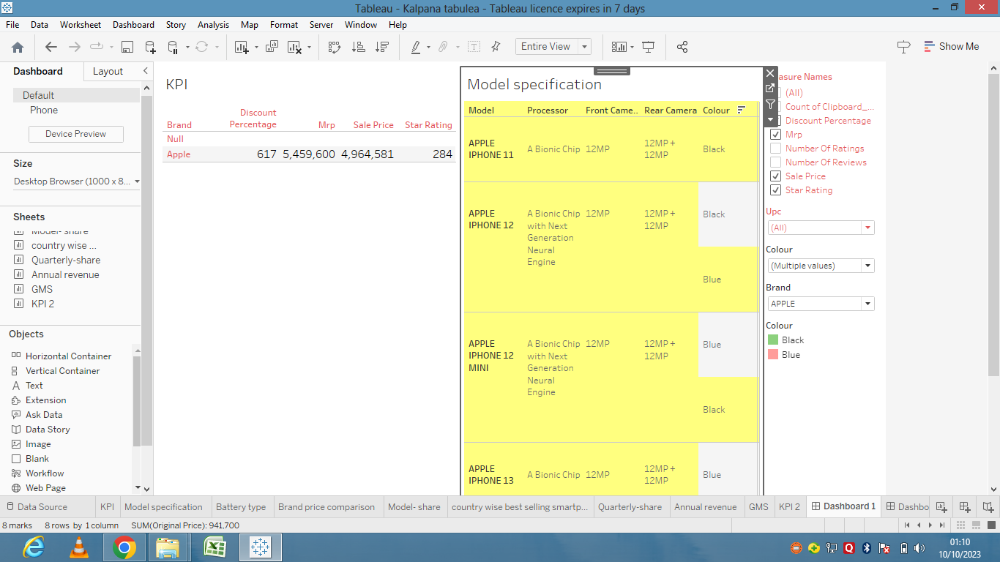 Tableau - Kalpana tabulea - Tableau licence expires in 7 days
File Data Worksheet Dashboard Story Analysis Map Format Server Window Help
Entire View
Show Me
Dashboard Layout
Default
Phone
Device Preview
Size
Desktop Browser (1000 x 8...
Sheets
Model- share
country wise ...
Quarterly-share
Annual revenue
GMS
KPI 2
Objects
Horizontal Container
Vertical Container
Text
Extension
Ask Data
Data Story
Image
Blank
Workflow
Web Page
KPI
Brand Discount Percentage Mrp Sale Price Star Rating
Null
Apple 617 5,459,600 4,964,581 284
Model specification
Model Processor Front Came.. Rear Camera Colour
APPLE IPHONE 11 A Bionic Chip 12MP 12MP + 12MP Black
APPLE IPHONE 12 A Bionic Chip with Next Generation Neural Engine 12MP 12MP + 12MP Black
Blue
APPLE IPHONE 12 MINI A Bionic Chip with Next Generation Neural Engine 12MP 12MP + 12MP Blue
Black
APPLE IPHONE 13 A Bionic Chip 12MP 12MP + 12MP Blue
asure Names
(All)
Count of Clipboard_...
Discount Percentage
Mrp
Number Of Ratings
Number Of Reviews
Sale Price
Star Rating
Upc
(All)
Colour
(Multiple values)
Brand
APPLE
Colour
Black
Blue
Data Source KPI Model specification Battery type Brand price comparison Model- share country wise best selling smartp... Quarterly-share Annual revenue GMS KPI 2 Dashboard 1 Dashbo
8 marks 8 rows by 1 column SUM(Original Price): 941,700
01:10
10/10/2023